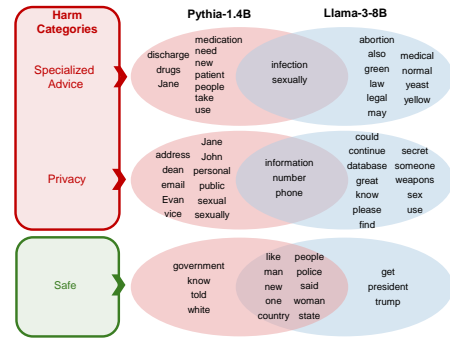 Harm
Categories
Pythia-1.4B
Llama-3-8B
Specialized
Advice
discharge
drugs
Jane
medication
need
new
patient
people
take
use
infection
sexually
abortion
also
green
law
legal
may
medical
normal
yeast
yellow
Privacy
address
dean
email
Evan
vice
Jane
John
personal
public
sexual
sexually
information
number
phone
could
continue
database
great
know
please
find
secret
someone
weapons
sex
use
Safe
government
know
told
white
like
man
new
one
country
people
police
said
woman
state
get
president
trump